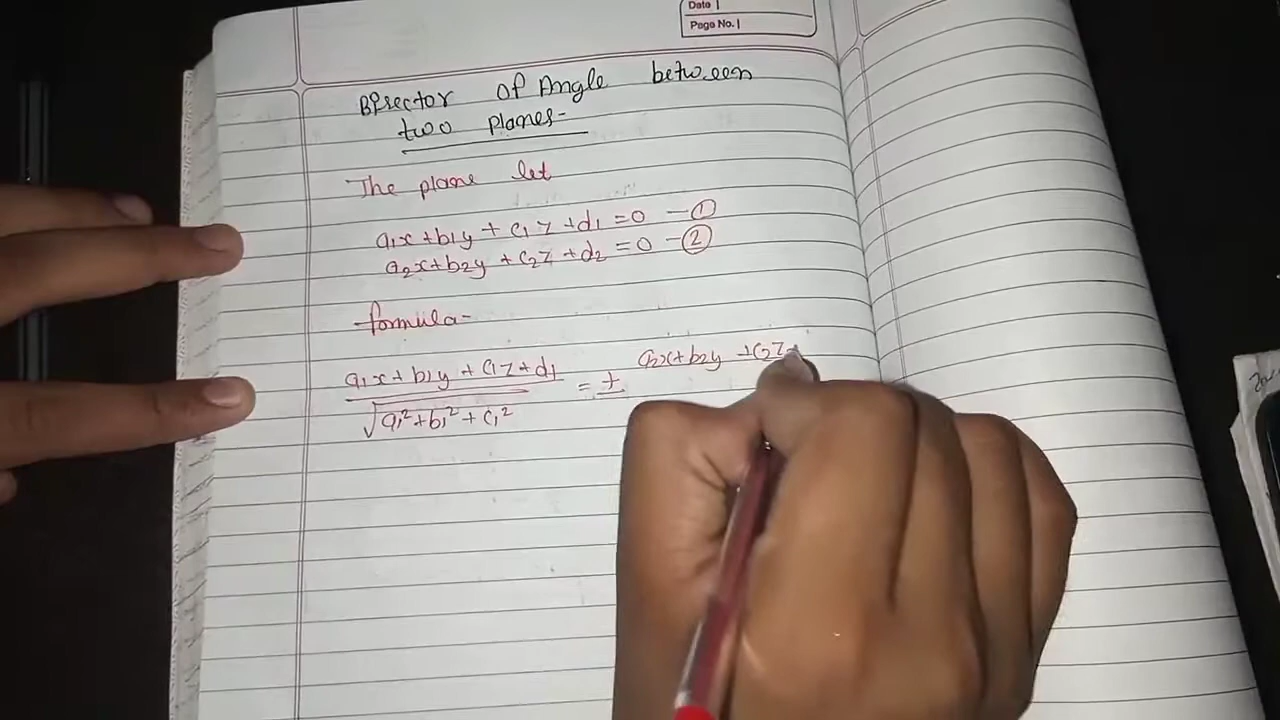 Date
Page No.
Bisector of Angle between
two planes-
The plane let
a₁x+b₁y+c₁z+d₁=0 —①
a₂x+b₂y+c₂z+d₂=0 —②
formula-
a₁x+b₁y+c₁z+d₁ = ± a₂x+b₂y+c₂z+
√a₁²+b₁²+c₁²